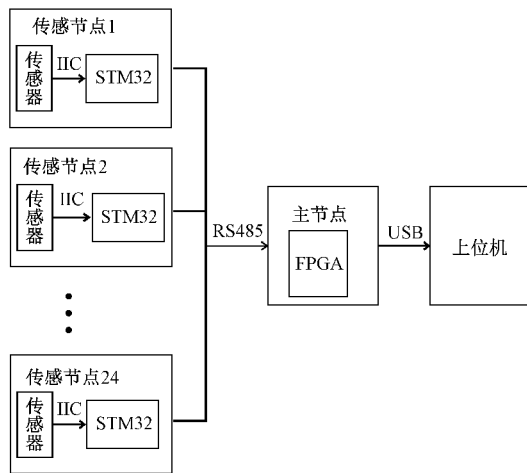 传感节点1
传感器
IIC
STM32
传感节点2
传感器
IIC
STM32
RS485
主节点
FPGA
USB
上位机
传感节点24
传感器
IIC
STM32